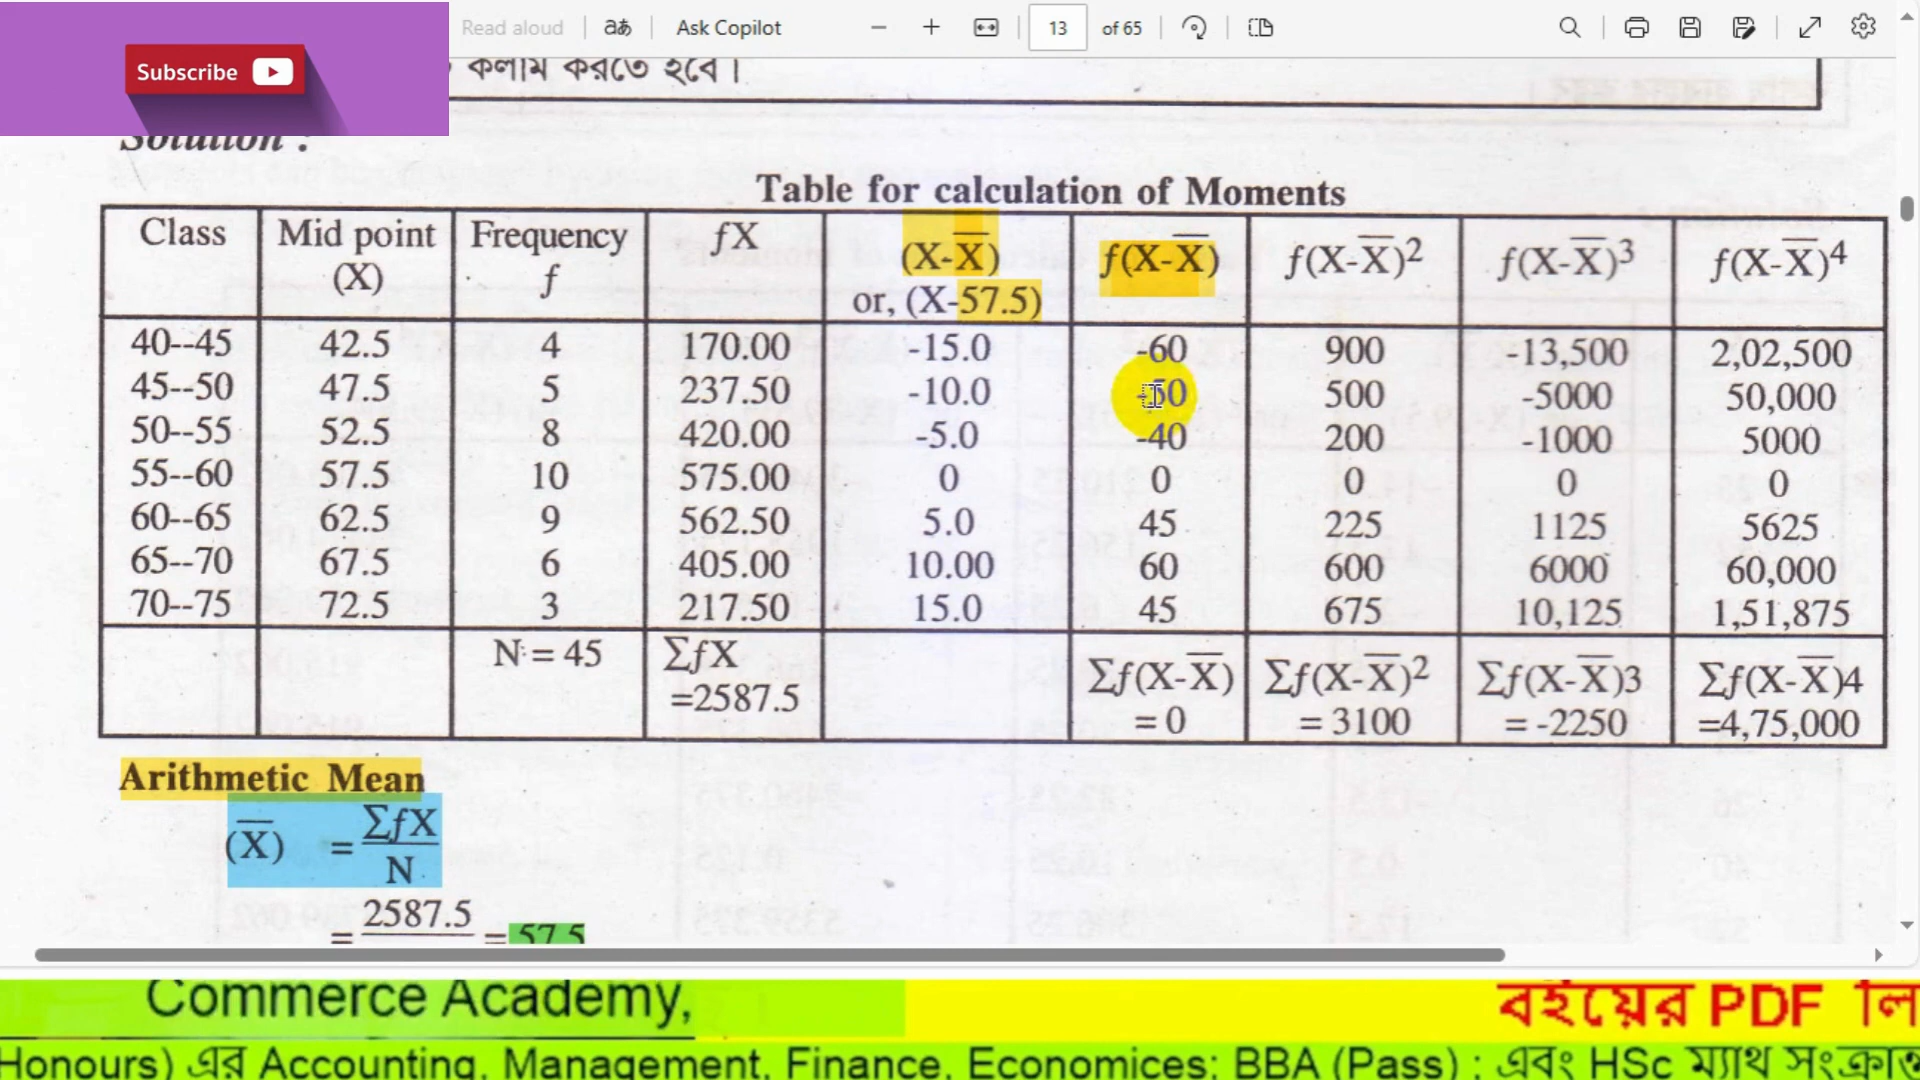 Subscribe
Read aloud
aあ
Ask Copilot
13 of 65
কলাম করতে হবে।
Solution :
Table for calculation of Moments
Class Mid point (X) Frequency f fX (X-X̅) or, (X-57.5) f(X-X̅) f(X-X̅)2 f(X-X̅)3 f(X-X̅)4
40--45 42.5 4 170.00 -15.0 -60 900 -13,500 2,02,500
45--50 47.5 5 237.50 -10.0 -50 500 -5000 50,000
50--55 52.5 8 420.00 -5.0 -40 200 -1000 5000
55--60 57.5 10 575.00 0 0 0 0 0
60--65 62.5 9 562.50 5.0 45 225 1125 5625
65--70 67.5 6 405.00 10.00 60 600 6000 60,000
70--75 72.5 3 217.50 15.0 45 675 10,125 1,51,875
N = 45 ΣfX =2587.5 Σf(X-X̅) = 0 Σf(X-X̅)2 = 3100 Σf(X-X̅)3 = -2250 Σf(X-X̅)4 =4,75,000
Arithmetic Mean
(X̅) = ΣfX / N
= 2587.5 = 57.5
Commerce Academy,
বইয়ের PDF লি
Honours) এর Accounting, Management, Finance, Economices; BBA (Pass) ; এবং HSc ম্যাথ সংক্রান্ত